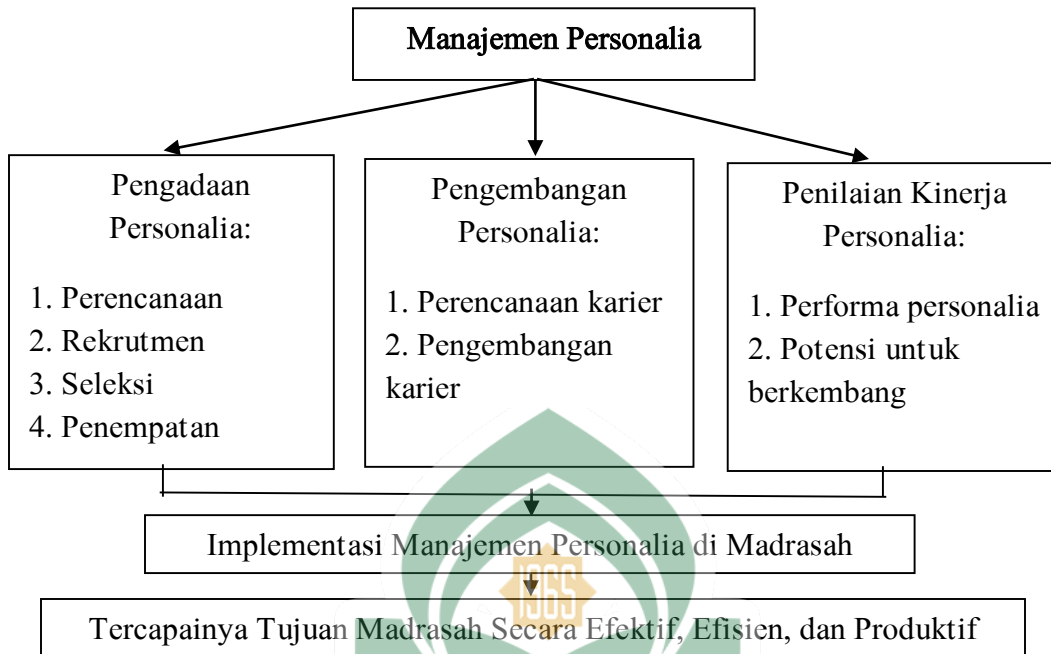 Manajemen Personalia
Pengadaan
Personalia:
1. Perencanaan
2. Rekrutmen
3. Seleksi
4. Penempatan
Pengembangan
Personalia:
1. Perencanaan karier
2. Pengembangan
karier
Penilaian Kinerja
Personalia:
1. Performa personalia
2. Potensi untuk
berkembang
Implementasi Manajemen Personalia di Madrasah
1965
Tercapainya Tujuan Madrasah Secara Efektif, Efisien, dan Produktif